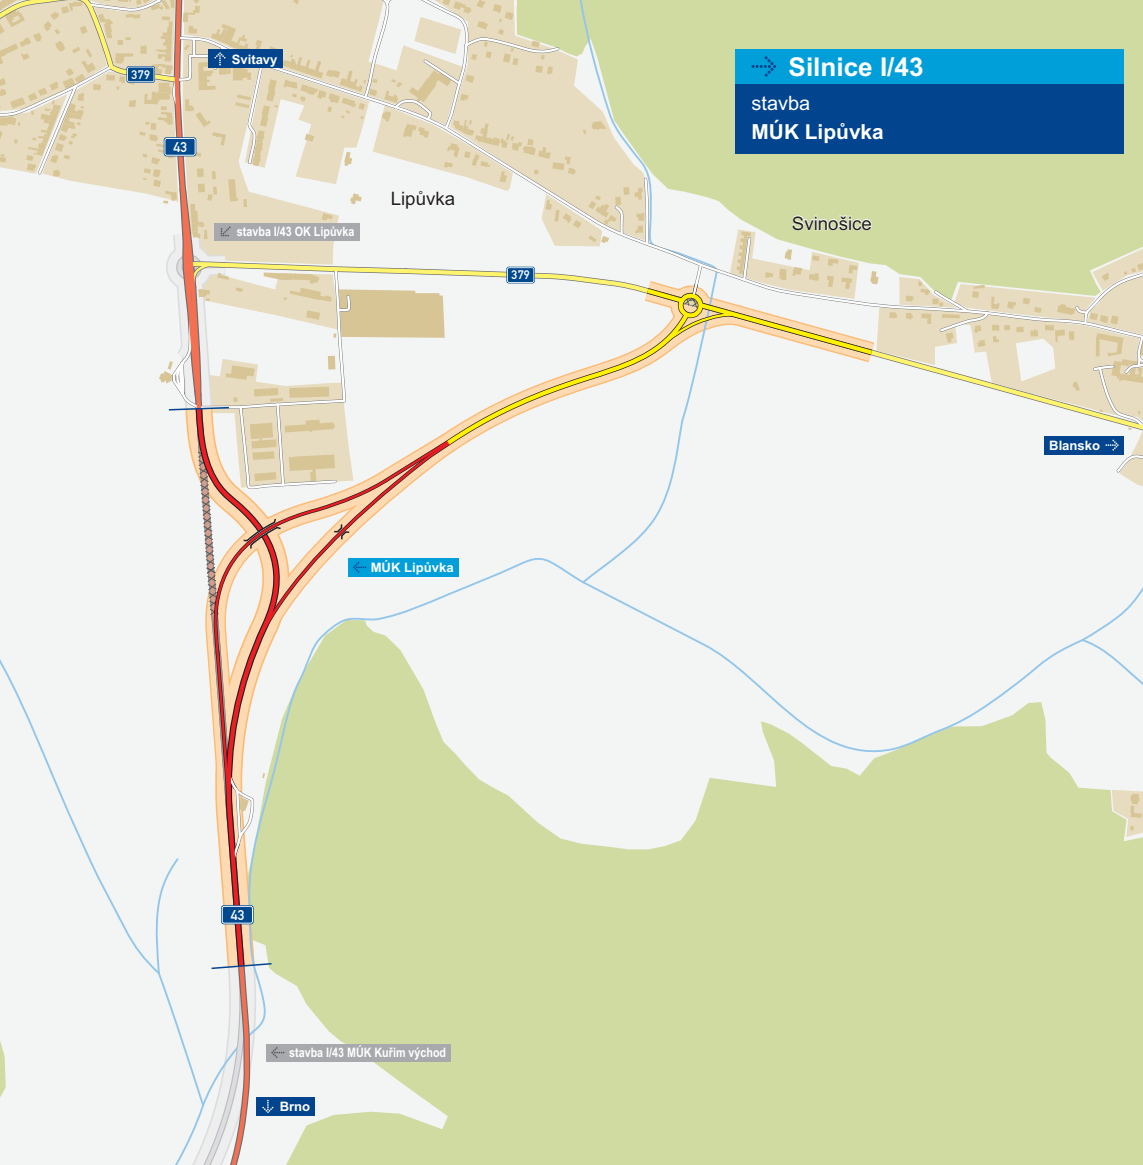 Svitavy
Silnice I/43
stavba
MÚK Lipůvka
379
43
Lipůvka
Svinošice
stavba I/43 OK Lipůvka
379
Blansko
MÚK Lipůvka
43
stavba I/43 MÚK Kuřim východ
Brno